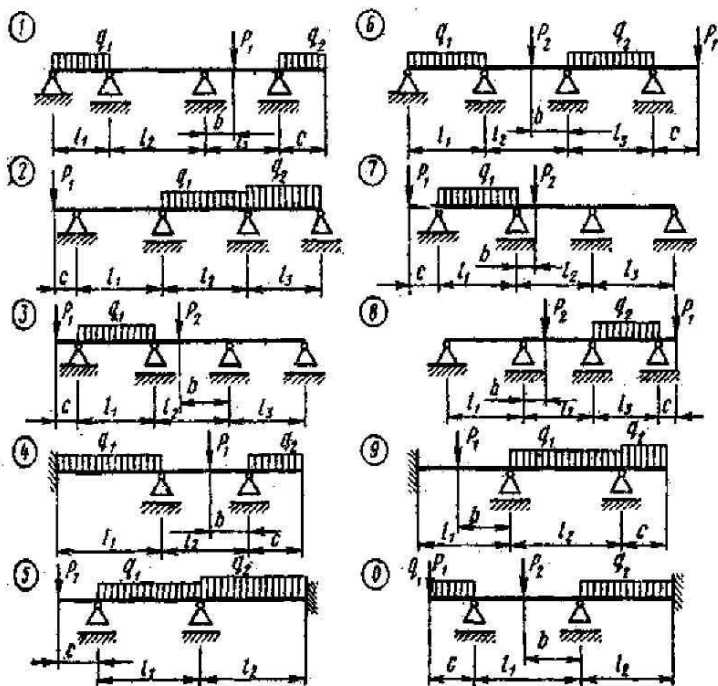 1 q₁ P₁ q₂
b
l₁ l₂ l₃ c
2 P₁ q₁ q₂
c l₁ l₂ l₃
3 P₁ q₁ P₂
b
c l₁ l₂ l₃
4 q₁ P₁ q₂
b
l₁ l₂ c
5 P₁ q₁ q₂
c l₁ l₂
6 q₁ P₂ q₂ P₁
b
l₁ l₂ l₃ c
7 P₁ q₁ P₂
b
c l₁ l₂ l₃
8 P₂ q₂ P₁
b
l₁ l₂ l₃ c
9 P₁ q₁ q₂
b
l₁ l₂ c
0 q₁ P₁ P₂ q₂
b
c l₁ l₂